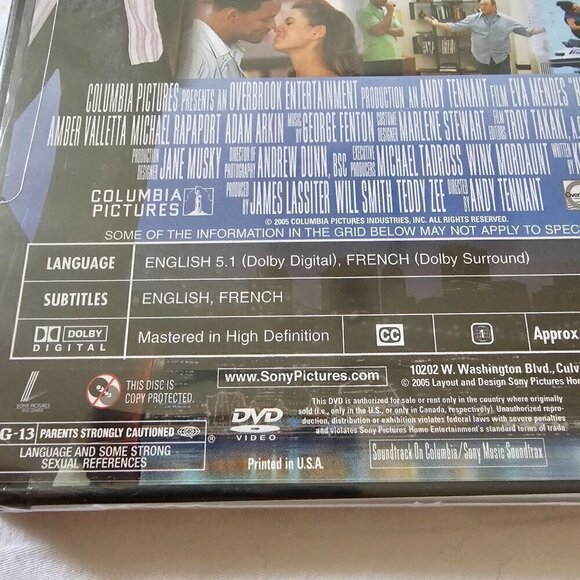 COLUMBIA PICTURES PRESENTS AN OVERBROOK ENTERTAINMENT PRODUCTION AN ANDY TENNANT FILM EVA MENDES
AMBER VALLETTA MICHAEL RAPAPORT ADAM ARKIN MUSIC BY GEORGE FENTON COSTUME DESIGNER MARLENE STEWART FILM EDITORS TROY TAKAKI,
PRODUCTION DESIGNER JANE MUSKY DIRECTOR OF PHOTOGRAPHY ANDREW DUNN, BSC EXECUTIVE PRODUCERS MICHAEL TADROSS WINK MORDAUNT WRITTEN
PRODUCED BY JAMES LASSITER WILL SMITH TEDDY ZEE DIRECTED BY ANDY TENNANT
COLUMBIA
PICTURES
© 2005 COLUMBIA PICTURES INDUSTRIES, INC. ALL RIGHTS RESERVED.
SOME OF THE INFORMATION IN THE GRID BELOW MAY NOT APPLY TO SPEC
LANGUAGE ENGLISH 5.1 (Dolby Digital), FRENCH (Dolby Surround)
SUBTITLES ENGLISH, FRENCH
DOLBY
DIGITAL
Mastered in High Definition CC 1 Approx
SONY PICTURES
THIS DISC IS
COPY PROTECTED.
www.SonyPictures.com
10202 W. Washington Blvd., Culv
© 2005 Layout and Design Sony Pictures Ho
DVD
VIDEO
This DVD is authorized for sale or rent only in the country where originally
sold (i.e., only in the U.S., or only in Canada, respectively). Unauthorized repro-
duction, distribution or exhibition violates federal laws with severe penalties
and violates Sony Pictures Home Entertainment's standard terms of trade.
G-13 PARENTS STRONGLY CAUTIONED
LANGUAGE AND SOME STRONG
SEXUAL REFERENCES
®
Printed in U.S.A.
Soundtrack On Columbia/Sony Music Soundtrax